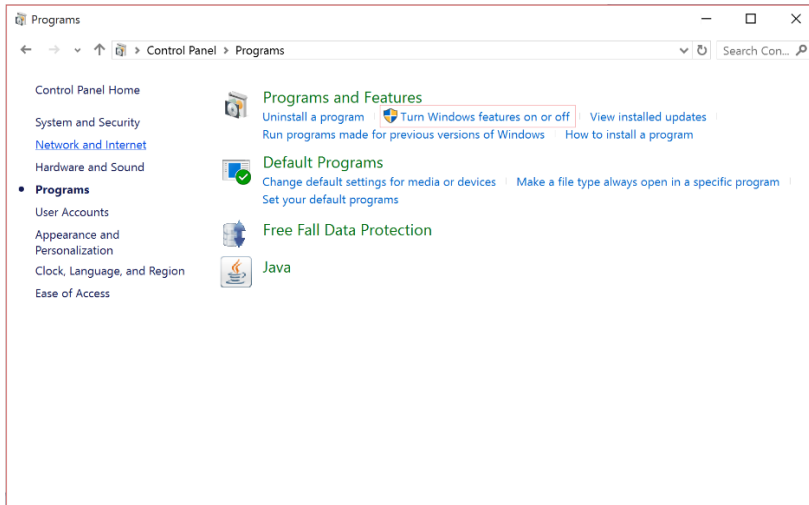 Programs
Control Panel > Programs
Search Con...
Control Panel Home
System and Security
Network and Internet
Hardware and Sound
Programs
User Accounts
Appearance and
Personalization
Clock, Language, and Region
Ease of Access
Programs and Features
Uninstall a program Turn Windows features on or off View installed updates
Run programs made for previous versions of Windows How to install a program
Default Programs
Change default settings for media or devices Make a file type always open in a specific program
Set your default programs
Free Fall Data Protection
Java